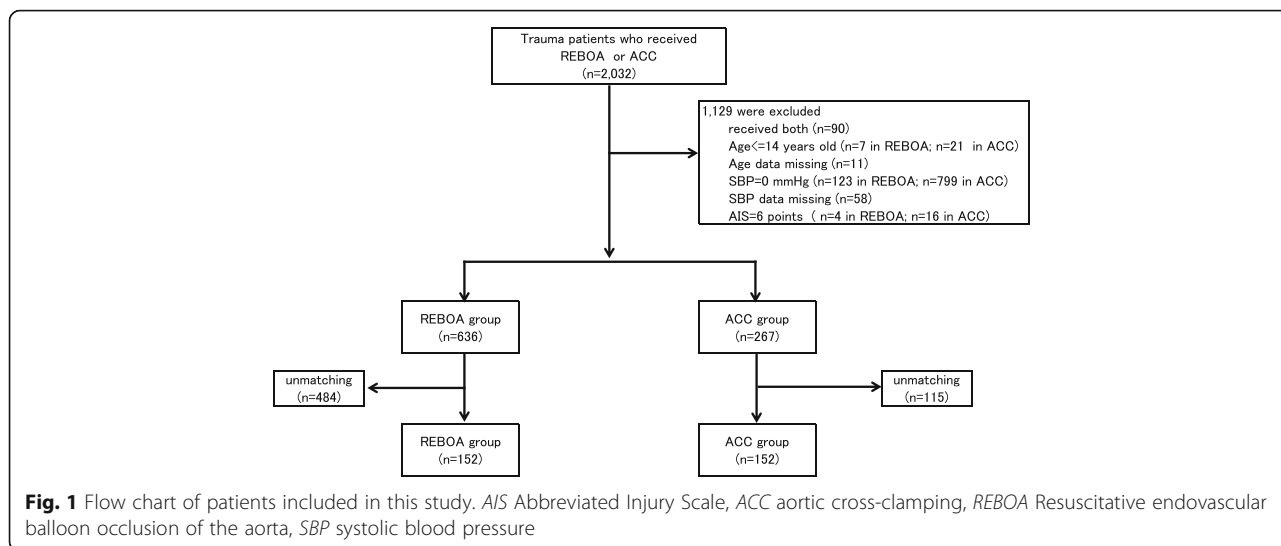 Trauma patients who received
REBOA or ACC
(n=2,032)
1,129 were excluded
received both (n=90)
Age<=14 years old (n=7 in REBOA; n=21 in ACC)
Age data missing (n=11)
SBP=0 mmHg (n=123 in REBOA; n=799 in ACC)
SBP data missing (n=58)
AIS=6 points ( n=4 in REBOA; n=16 in ACC)
REBOA group
(n=636)
ACC group
(n=267)
unmatching
(n=484)
unmatching
(n=115)
REBOA group
(n=152)
ACC group
(n=152)
Fig. 1 Flow chart of patients included in this study. AIS Abbreviated Injury Scale, ACC aortic cross-clamping, REBOA Resuscitative endovascular
balloon occlusion of the aorta, SBP systolic blood pressure